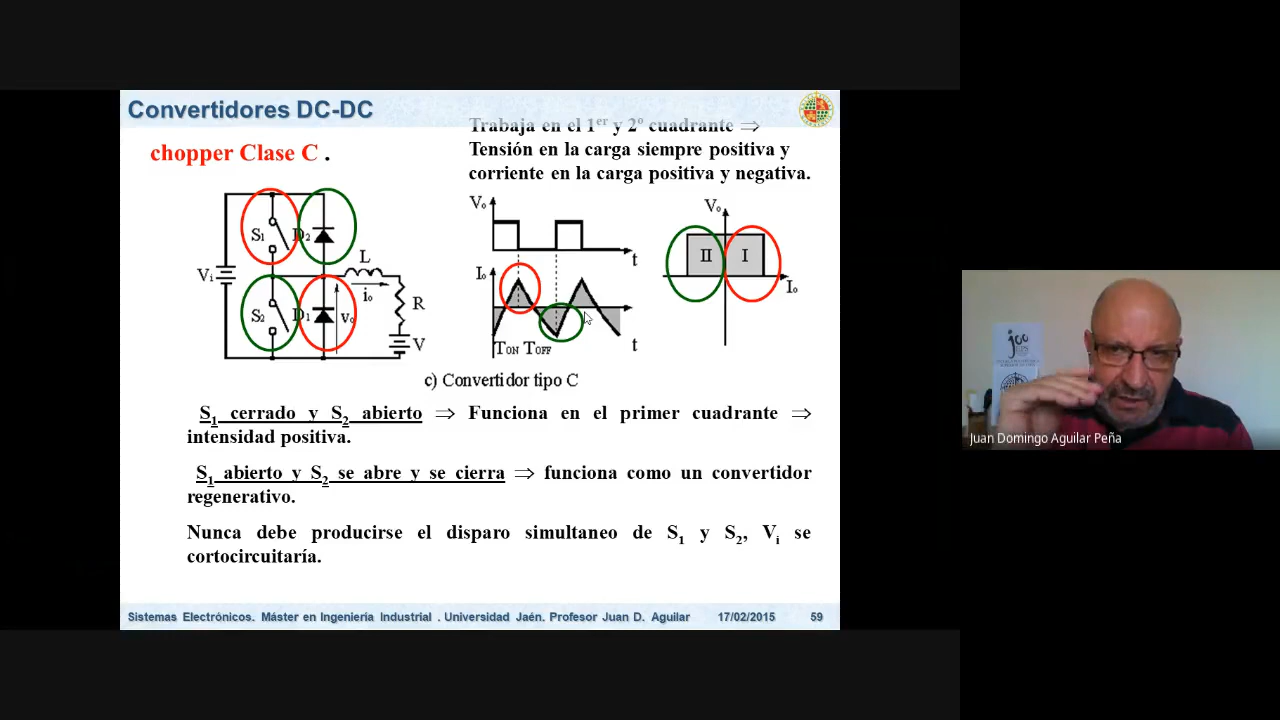 Convertidores DC-DC
chopper Clase C .
Trabaja en el 1er y 2º cuadrante ⇒
Tensión en la carga siempre positiva y
corriente en la carga positiva y negativa.
S1
D2
Vi
L
io
R
S2
D1
vo
V
Vo
t
Io
TON TOFF
t
Vo
II
I
Io
c) Convertidor tipo C
S1 cerrado y S2 abierto ⇒ Funciona en el primer cuadrante ⇒
intensidad positiva.
S1 abierto y S2 se abre y se cierra ⇒ funciona como un convertidor
regenerativo.
Nunca debe producirse el disparo simultaneo de S1 y S2, Vi se
cortocircuitaría.
Sistemas Electrónicos. Máster en Ingeniería Industrial . Universidad Jaén. Profesor Juan D. Aguilar 17/02/2015 59
Juan Domingo Aguilar Peña